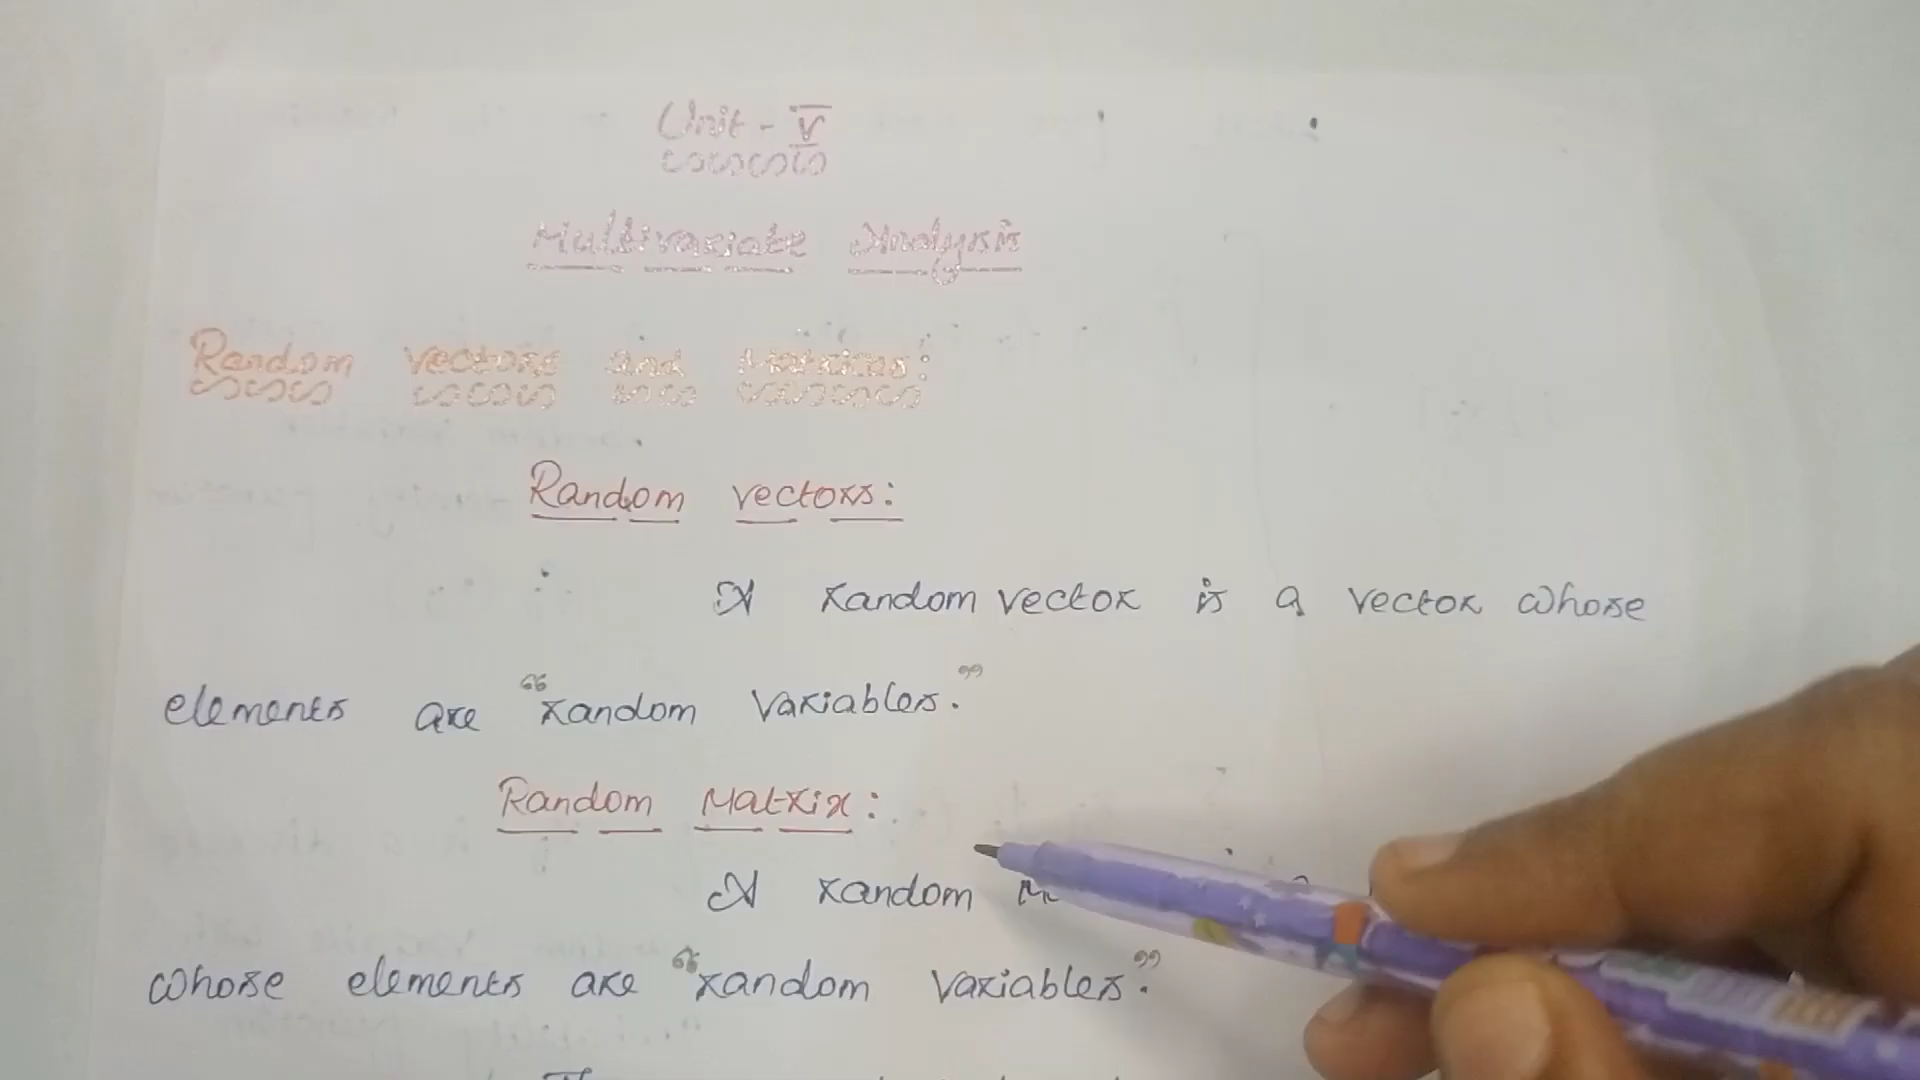 Unit - V
Multivariate Analysis
Random vectors and Matrices:
Random vectors:
A random vector is a vector whose
elements are "random variables."
Random Matrix:
A random
whose elements are "random variables."